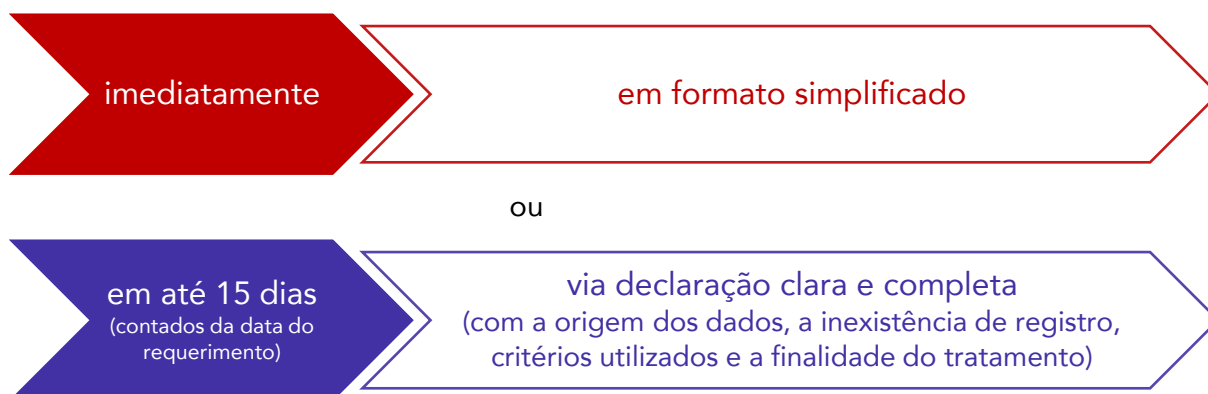 imediatamente
em formato simplificado
ou
em até 15 dias
(contados da data do
requerimento)
via declaração clara e completa
(com a origem dos dados, a inexistência de registro,
critérios utilizados e a finalidade do tratamento)